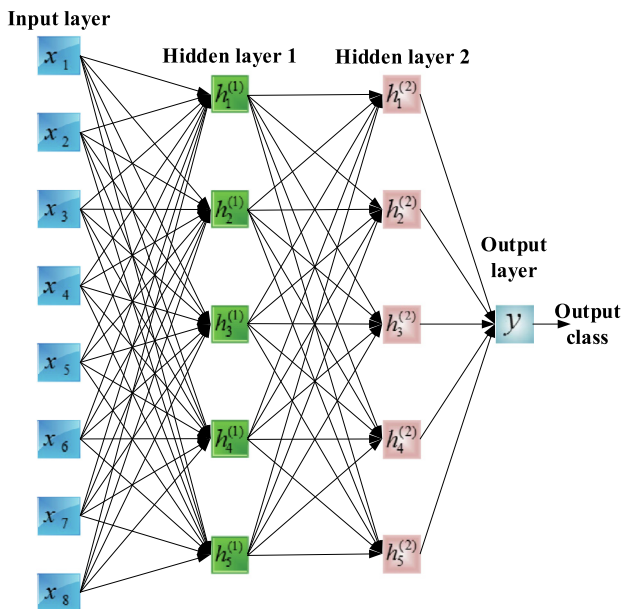 Input layer
Hidden layer 1
Hidden layer 2
x₁
x₂
x₃
x₄
x₅
x₆
x₇
x₈
h₁⁽¹⁾
h₂⁽¹⁾
h₃⁽¹⁾
h₄⁽¹⁾
h₅⁽¹⁾
h₁⁽²⁾
h₂⁽²⁾
h₃⁽²⁾
h₄⁽²⁾
h₅⁽²⁾
Output
layer
y
Output
class